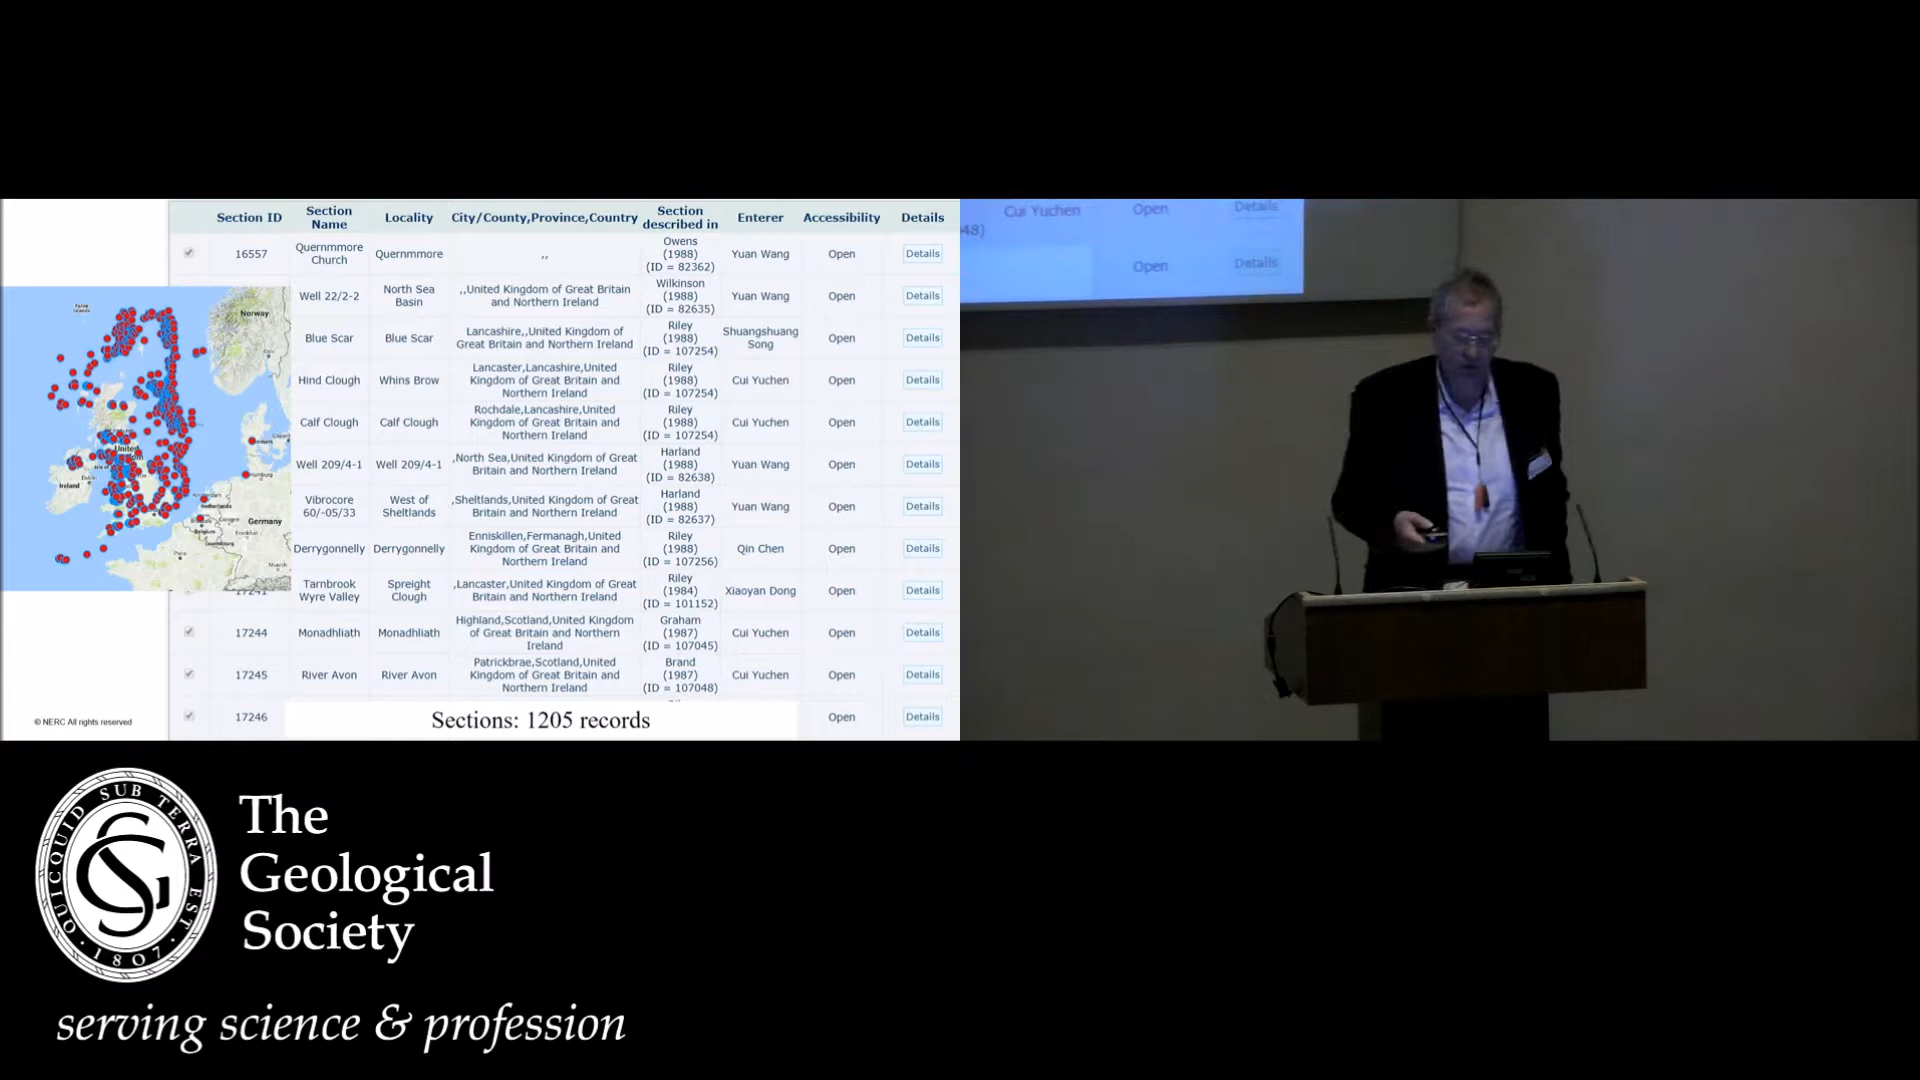 Section ID
Section
Name
Locality
City/County,Province,Country
Section
described in
Enterer
Accessibility
Details
16557
Quernmmore
Church
Quernmmore
,,
Owens
(1988)
(ID = 82362)
Yuan Wang
Open
Details
Well 22/2-2
North Sea
Basin
,,United Kingdom of Great Britain
and Northern Ireland
Wilkinson
(1988)
(ID = 82635)
Yuan Wang
Open
Details
Blue Scar
Blue Scar
Lancashire,,United Kingdom of
Great Britain and Northern Ireland
Riley
(1988)
(ID = 107254)
Shuangshuang
Song
Open
Details
Hind Clough
Whins Brow
Lancaster,Lancashire,United
Kingdom of Great Britain and
Northern Ireland
Riley
(1988)
(ID = 107254)
Cui Yuchen
Open
Details
Calf Clough
Calf Clough
Rochdale,Lancashire,United
Kingdom of Great Britain and
Northern Ireland
Riley
(1988)
(ID = 107254)
Cui Yuchen
Open
Details
Well 209/4-1
Well 209/4-1
,North Sea,United Kingdom of Great
Britain and Northern Ireland
Harland
(1988)
(ID = 82638)
Yuan Wang
Open
Details
Vibrocore
60/-05/33
West of
Sheltlands
,Sheltlands,United Kingdom of Great
Britain and Northern Ireland
Harland
(1988)
(ID = 82637)
Yuan Wang
Open
Details
Derrygonnelly
Derrygonnelly
Enniskillen,Fermanagh,United
Kingdom of Great Britain and
Northern Ireland
Riley
(1988)
(ID = 107256)
Qin Chen
Open
Details
Tarnbrook
Wyre Valley
Spreight
Clough
,Lancaster,United Kingdom of Great
Britain and Northern Ireland
Riley
(1984)
(ID = 101152)
Xiaoyan Dong
Open
Details
17244
Monadhliath
Monadhliath
Highland,Scotland,United Kingdom
of Great Britain and Northern
Ireland
Graham
(1987)
(ID = 107045)
Cui Yuchen
Open
Details
17245
River Avon
River Avon
Patrickbrae,Scotland,United
Kingdom of Great Britain and
Northern Ireland
Brand
(1987)
(ID = 107048)
Cui Yuchen
Open
Details
17246
Open
Details
Sections: 1205 records
Norway
United
Ireland
Germany
© NERC All rights reserved
Cui Yuchen
Open
Details
48)
Open
Details
QUICQUID SUB TERRA EST
1807
The
Geological
Society
serving science & profession